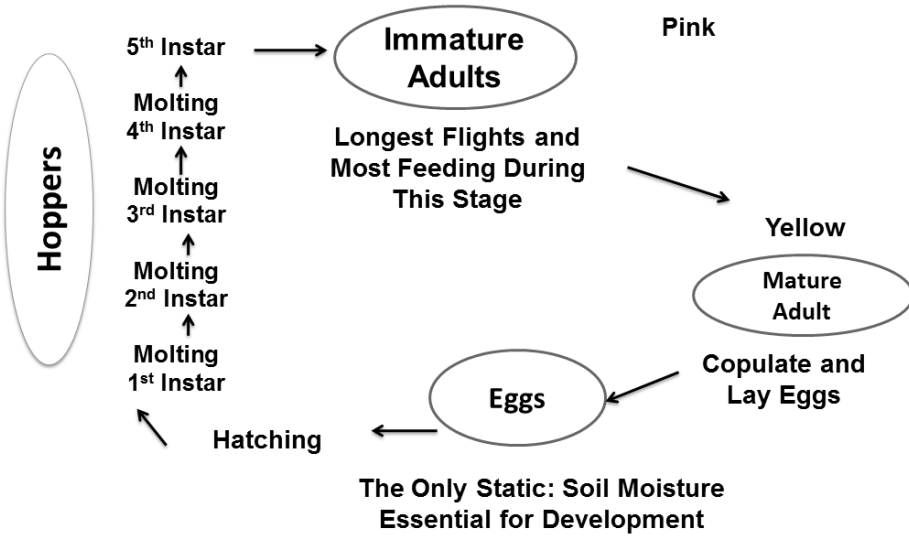 Hoppers
5th Instar
Molting
4th Instar
Molting
3rd Instar
Molting
2nd Instar
Molting
1st Instar
Immature
Adults
Pink
Longest Flights and
Most Feeding During
This Stage
Yellow
Mature
Adult
Copulate and
Lay Eggs
Eggs
Hatching
The Only Static: Soil Moisture
Essential for Development